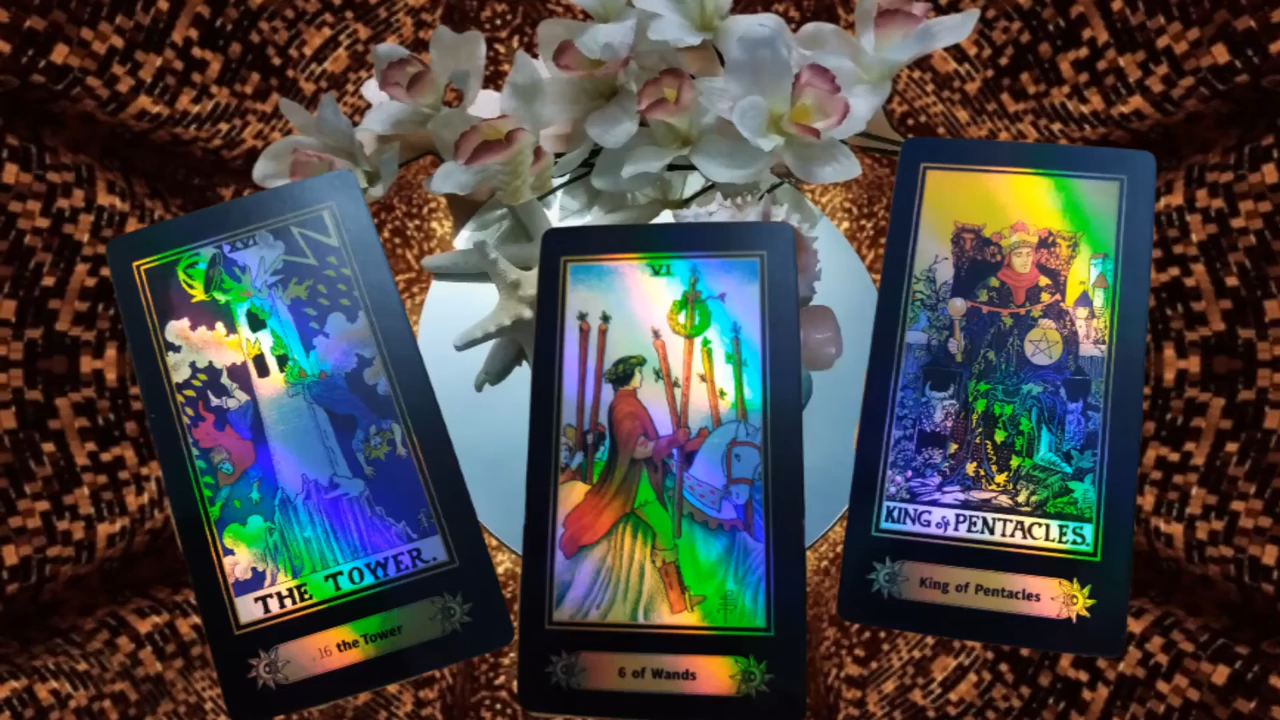 XVI
THE TOWER.
16 the Tower
VI
6 of Wands
KING of PENTACLES.
King of Pentacles